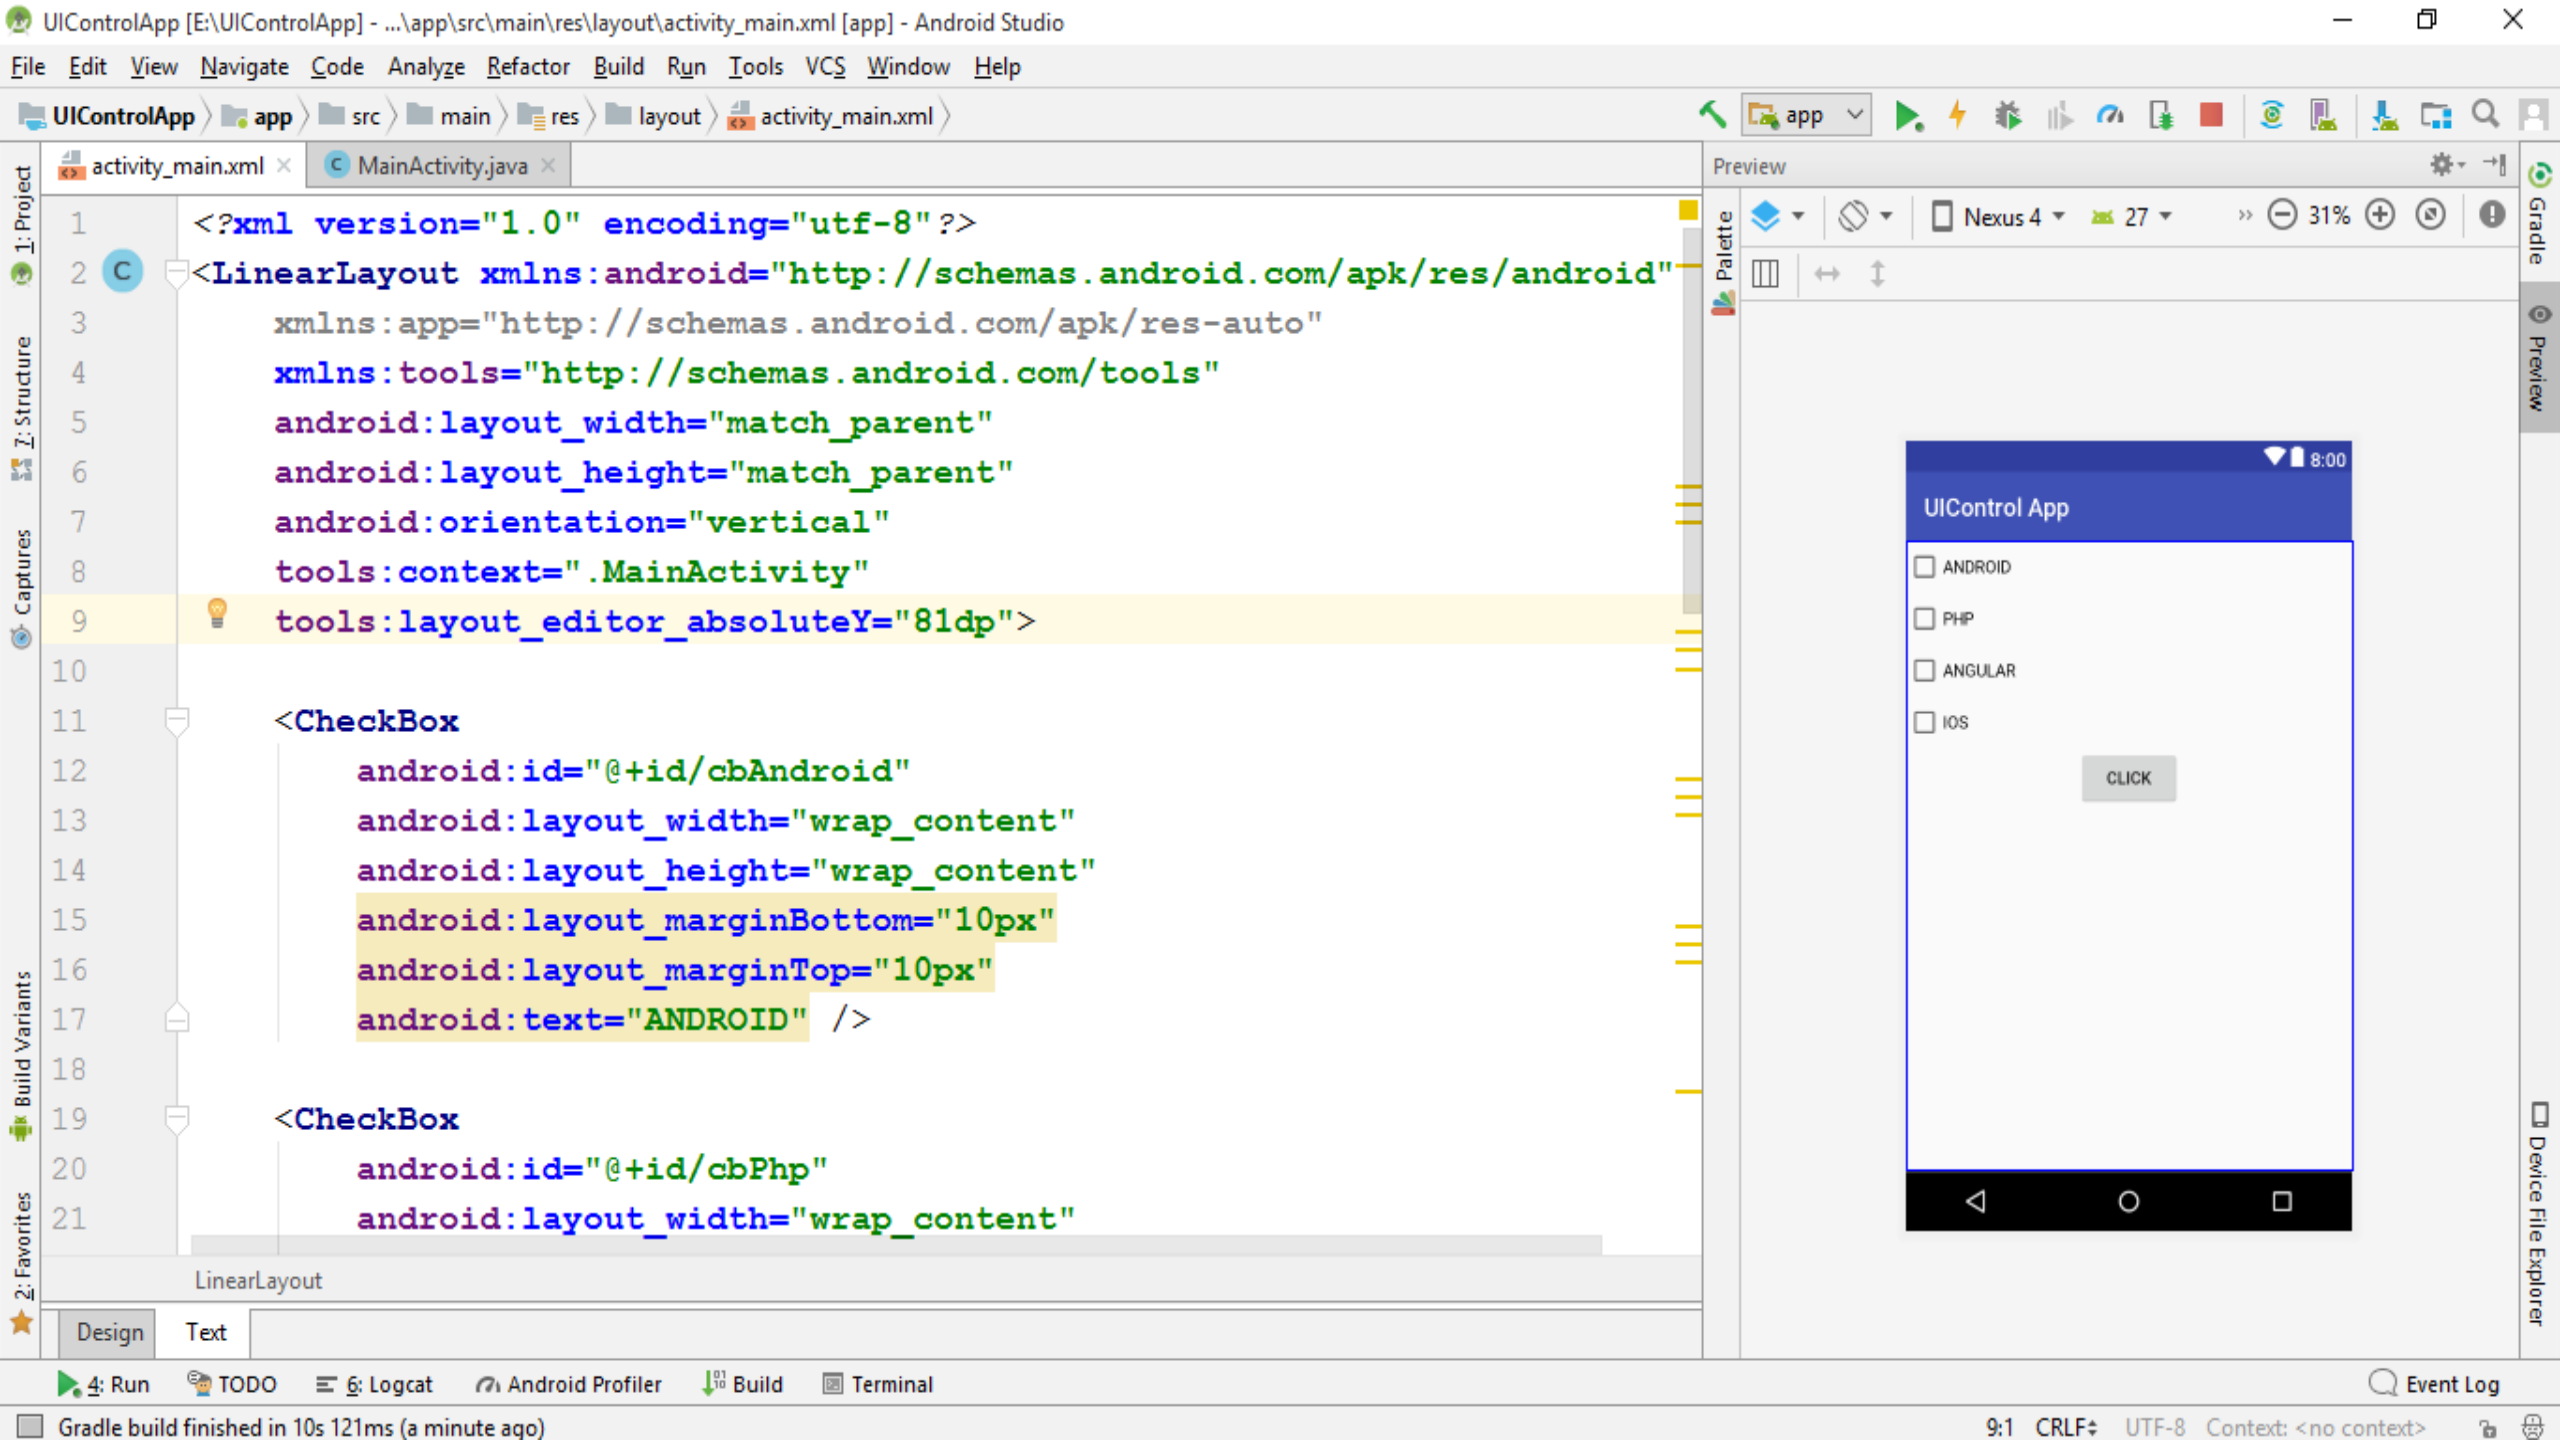 UIControlApp [E:\UIControlApp] - ...\app\src\main\res\layout\activity_main.xml [app] - Android Studio
File Edit View Navigate Code Analyze Refactor Build Run Tools VCS Window Help
UIControlApp app src main res layout activity_main.xml app
activity_main.xml MainActivity.java
1 <?xml version="1.0" encoding="utf-8"?>
2 <LinearLayout xmlns:android="http://schemas.android.com/apk/res/android"
3 xmlns:app="http://schemas.android.com/apk/res-auto"
4 xmlns:tools="http://schemas.android.com/tools"
5 android:layout_width="match_parent"
6 android:layout_height="match_parent"
7 android:orientation="vertical"
8 tools:context=".MainActivity"
9 tools:layout_editor_absoluteY="81dp">
10
11 <CheckBox
12 android:id="@+id/cbAndroid"
13 android:layout_width="wrap_content"
14 android:layout_height="wrap_content"
15 android:layout_marginBottom="10px"
16 android:layout_marginTop="10px"
17 android:text="ANDROID" />
18
19 <CheckBox
20 android:id="@+id/cbPhp"
21 android:layout_width="wrap_content"
LinearLayout
Design Text
1: Project
7: Structure
Captures
Build Variants
2: Favorites
Preview
Palette
Nexus 4 27 31%
8:00
UIControl App
ANDROID
PHP
ANGULAR
IOS
CLICK
Gradle
Preview
Device File Explorer
4: Run TODO 6: Logcat Android Profiler Build Terminal Event Log
Gradle build finished in 10s 121ms (a minute ago) 9:1 CRLF UTF-8 Context: <no context>